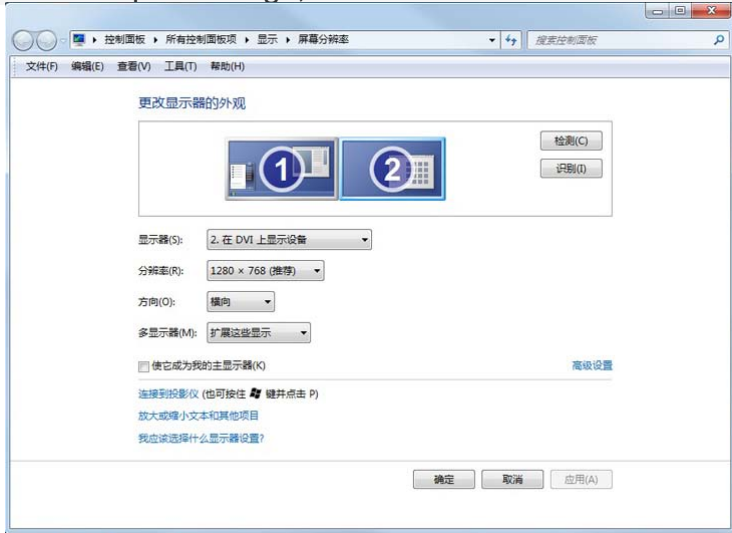 控制面板 ▸ 所有控制面板项 ▸ 显示 ▸ 屏幕分辨率
搜索控制面板
文件(F) 编辑(E) 查看(V) 工具(T) 帮助(H)
更改显示器的外观
1 2
检测(C)
识别(I)
显示器(S): 2. 在 DVI 上显示设备
分辨率(R): 1280 × 768 (推荐)
方向(O): 横向
多显示器(M): 扩展这些显示
使它成为我的主显示器(K) 高级设置
连接到投影仪 (也可按住 键并点击 P)
放大或缩小文本和其他项目
我应该选择什么显示器设置?
确定 取消 应用(A)